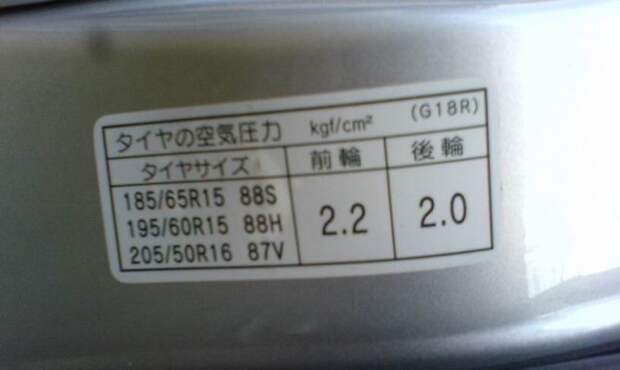 タイヤの空気圧力 kgf/cm² (G18R)
タイヤサイズ 前輪 後輪
185/65R15 88S
195/60R15 88H 2.2 2.0
205/50R16 87V